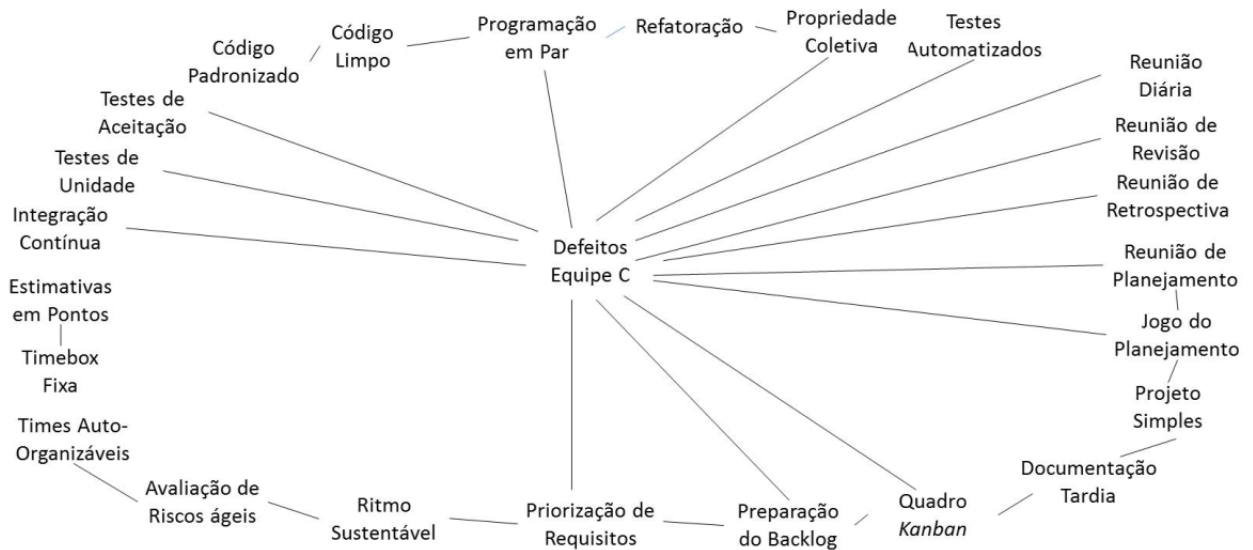 Código
Padronizado
Código
Limpo
Programação
em Par
Refatoração
Propriedade
Coletiva
Testes
Automatizados
Reunião
Diária
Reunião de
Revisão
Reunião de
Retrospectiva
Reunião de
Planejamento
Jogo do
Planejamento
Projeto
Simples
Documentação
Tardia
Quadro
Kanban
Preparação
do Backlog
Priorização de
Requisitos
Ritmo
Sustentável
Avaliação de
Riscos ágeis
Times Auto-
Organizáveis
Timebox
Fixa
Estimativas
em Pontos
Integração
Contínua
Testes de
Unidade
Testes de
Aceitação
Defeitos
Equipe C